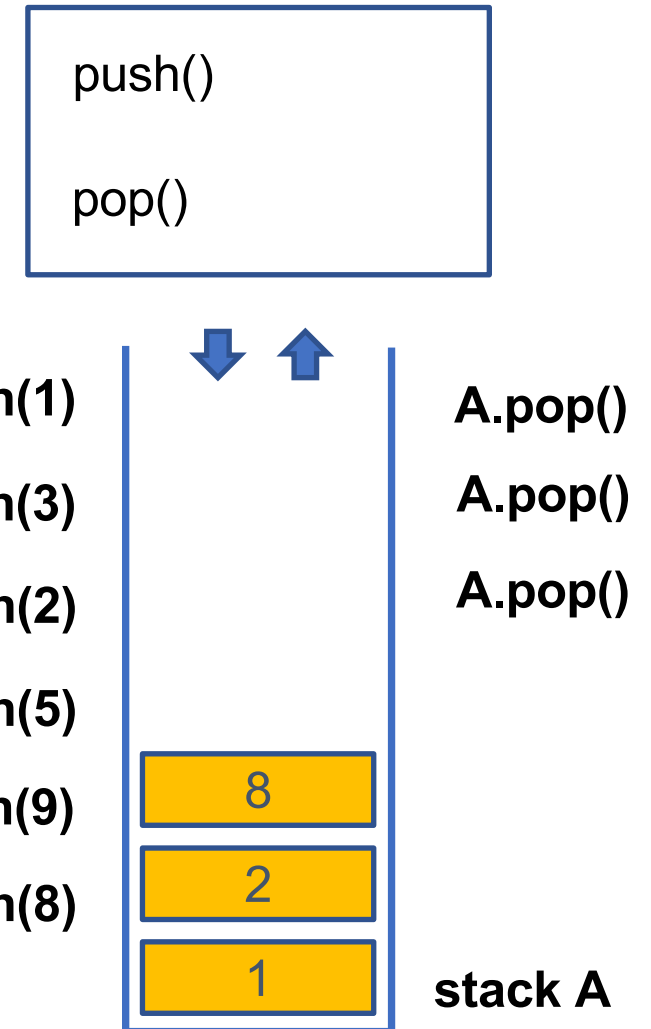 push()
pop()
h(1)
A.pop()
h(3)
A.pop()
h(2)
A.pop()
h(5)
8
h(9)
2
h(8)
1
stack A